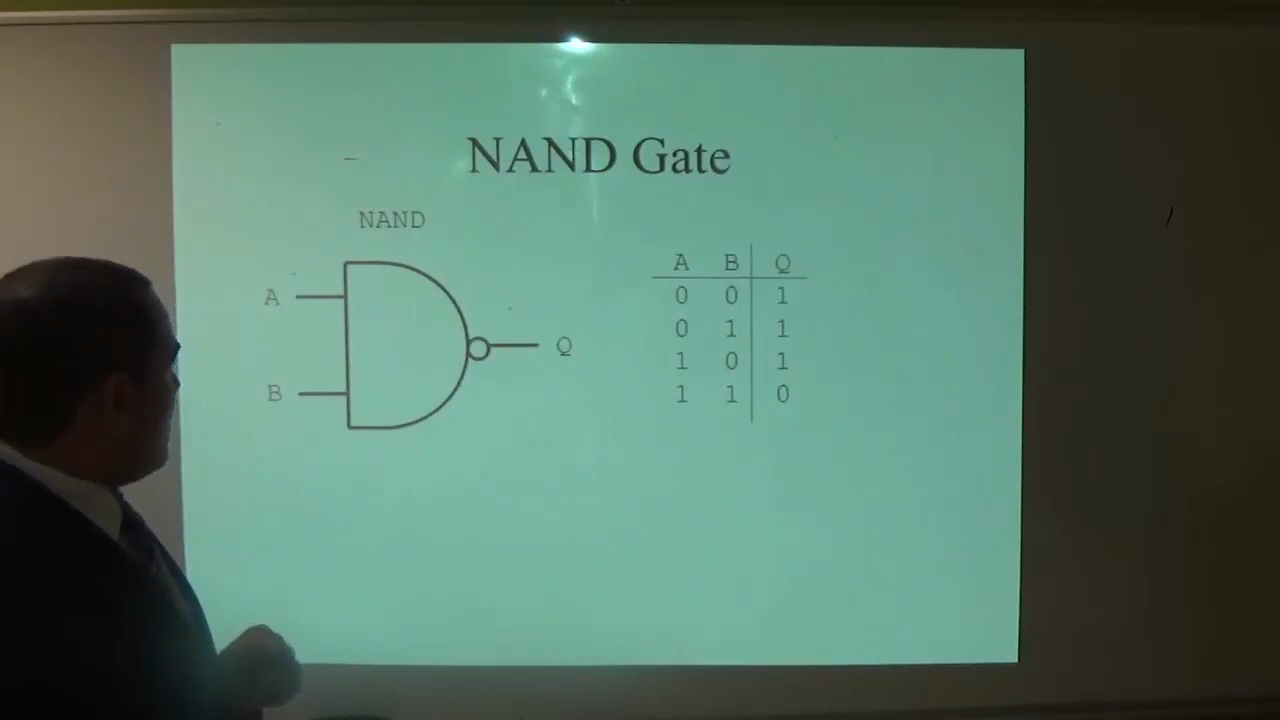 NAND Gate
NAND
A
B
Q
A B Q
0 0 1
0 1 1
1 0 1
1 1 0